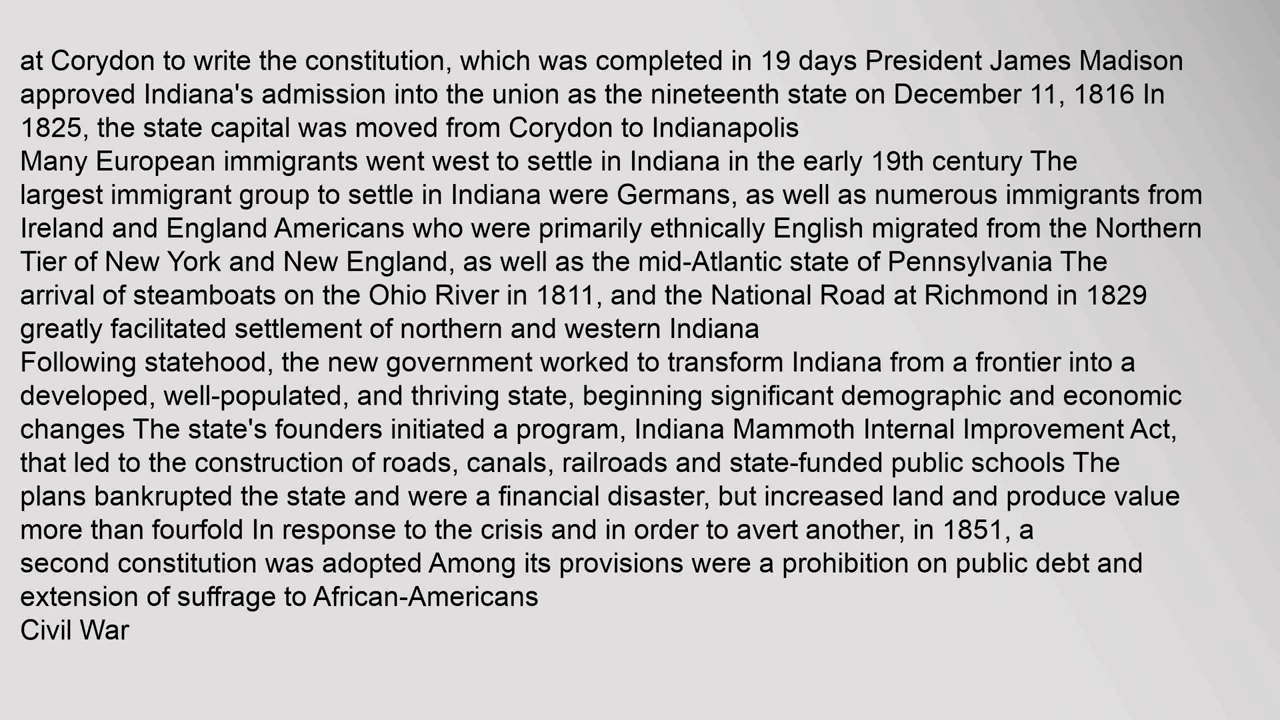 at Corydon to write the constitution, which was completed in 19 days President James Madison
approved Indiana's admission into the union as the nineteenth state on December 11, 1816 In
1825, the state capital was moved from Corydon to Indianapolis
Many European immigrants went west to settle in Indiana in the early 19th century The
largest immigrant group to settle in Indiana were Germans, as well as numerous immigrants from
Ireland and England Americans who were primarily ethnically English migrated from the Northern
Tier of New York and New England, as well as the mid-Atlantic state of Pennsylvania The
arrival of steamboats on the Ohio River in 1811, and the National Road at Richmond in 1829
greatly facilitated settlement of northern and western Indiana
Following statehood, the new government worked to transform Indiana from a frontier into a
developed, well-populated, and thriving state, beginning significant demographic and economic
changes The state's founders initiated a program, Indiana Mammoth Internal Improvement Act,
that led to the construction of roads, canals, railroads and state-funded public schools The
plans bankrupted the state and were a financial disaster, but increased land and produce value
more than fourfold In response to the crisis and in order to avert another, in 1851, a
second constitution was adopted Among its provisions were a prohibition on public debt and
extension of suffrage to African-Americans
Civil War